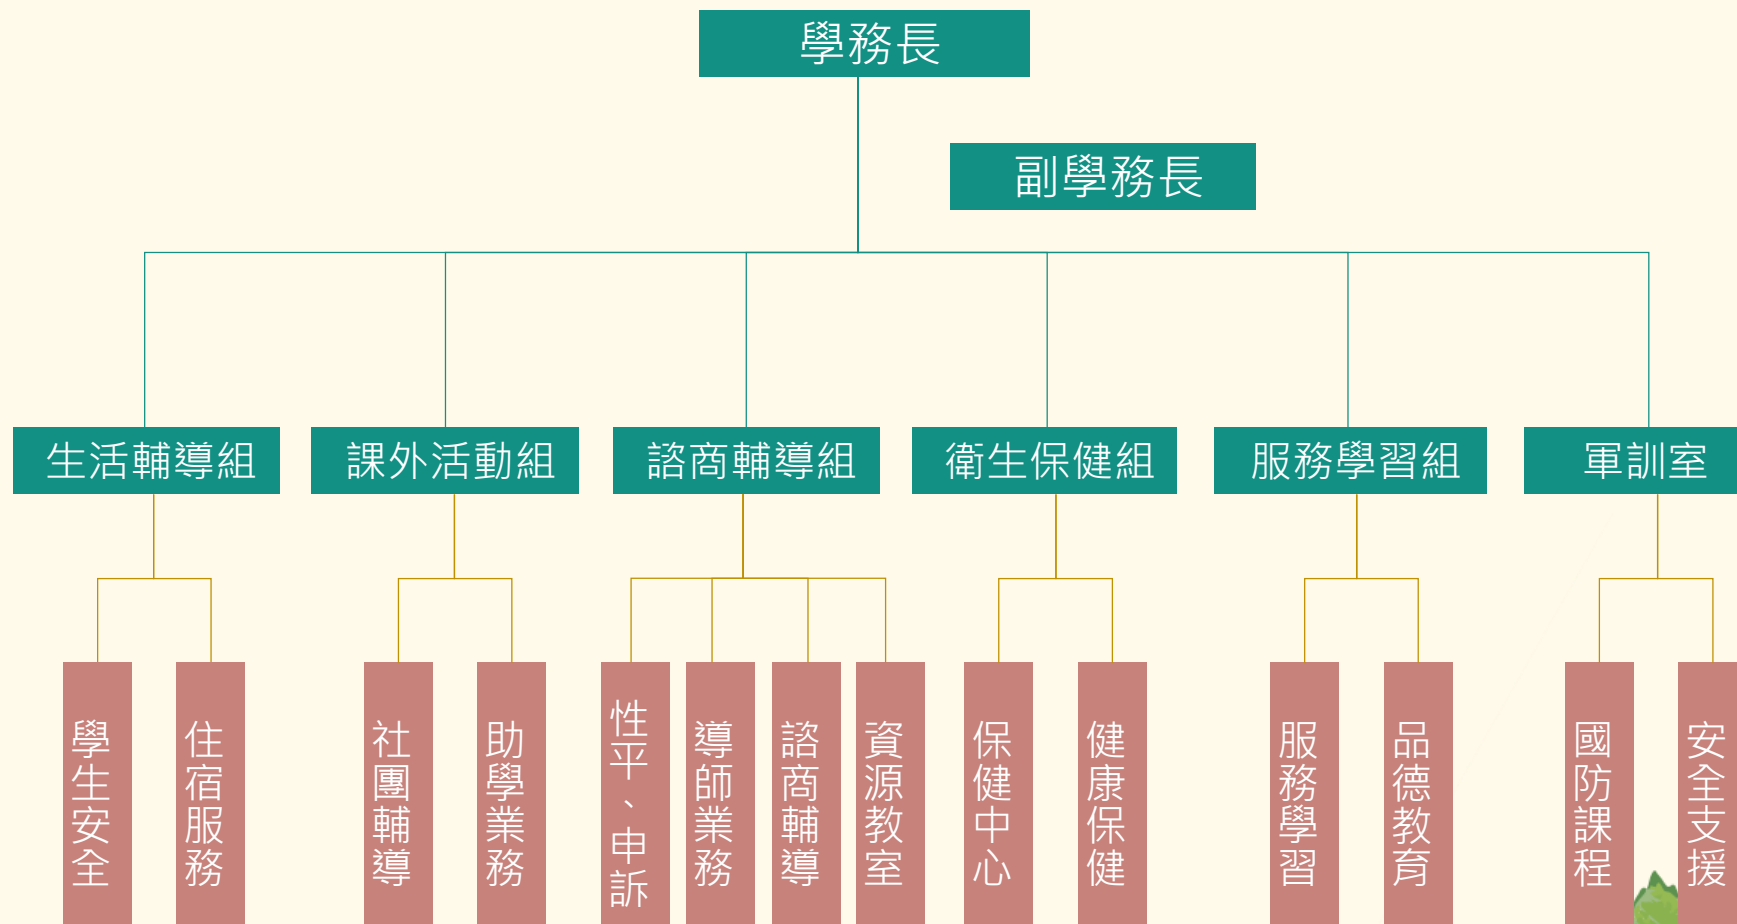 學務長
副學務長
生活輔導組
課外活動組
諮商輔導組
衛生保健組
服務學習組
軍訓室
學生安全
住宿服務
社團輔導
助學業務
性平、申訴
導師業務
諮商輔導
資源教室
保健中心
健康保健
服務學習
品德教育
國防課程
安全支援